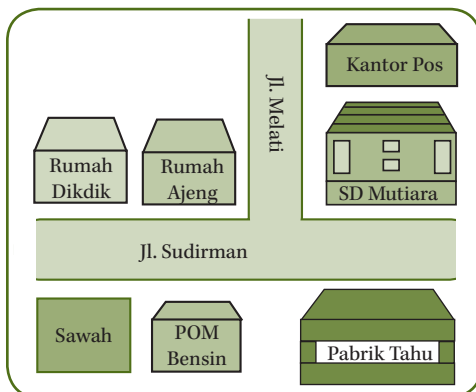 Kantor Pos
Jl. Melati
Rumah
Dikdik
Rumah
Ajeng
SD Mutiara
Jl. Sudirman
Sawah
POM
Bensin
Pabrik Tahu